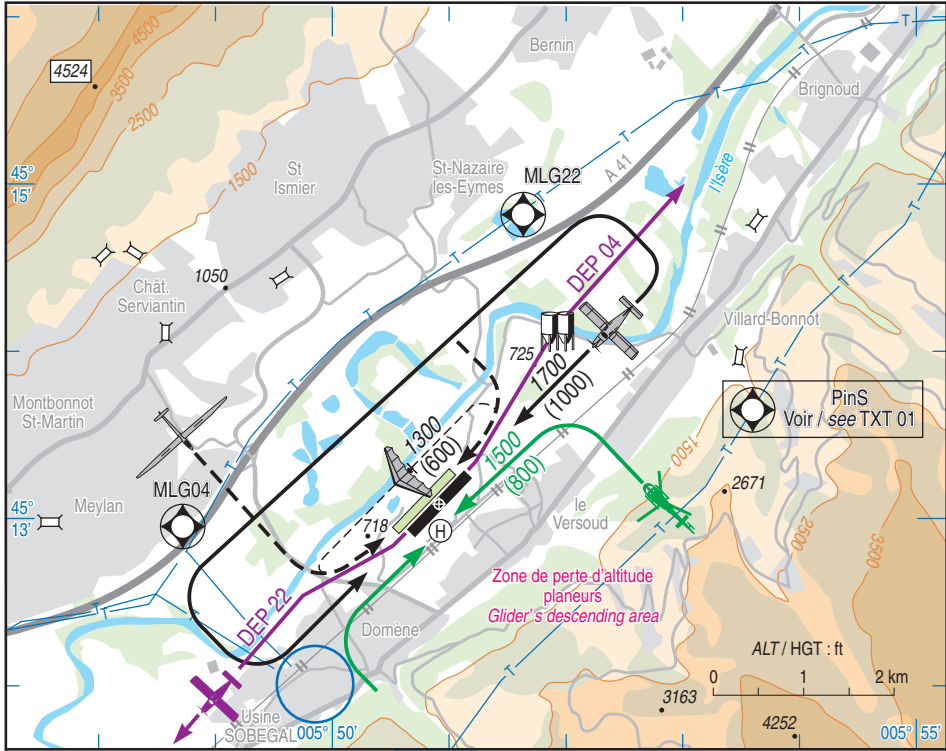 4500
Bernin
4524
3500
2500
Brignoud
T
1500
45°
15'
St
Ismier
St-Nazaire
les-Eymes
A 41
l'Isère
MLG22
DEP 04
1050
Chât.
Serviantin
725
Villard-Bonnot
1700
(1000)
Montbonnot
St-Martin
PinS
Voir / see TXT 01
1300
(600)
1500
(800)
1500
MLG04
Meylan
2671
45°
13'
718
H
le
Versoud
2500
3500
Zone de perte d'altitude
planeurs
Glider's descending area
DEP 22
Domène
ALT / HGT : ft
0 1 2 km
3163
Usine
SOBEGAL
4252
005° 50'
005° 55'